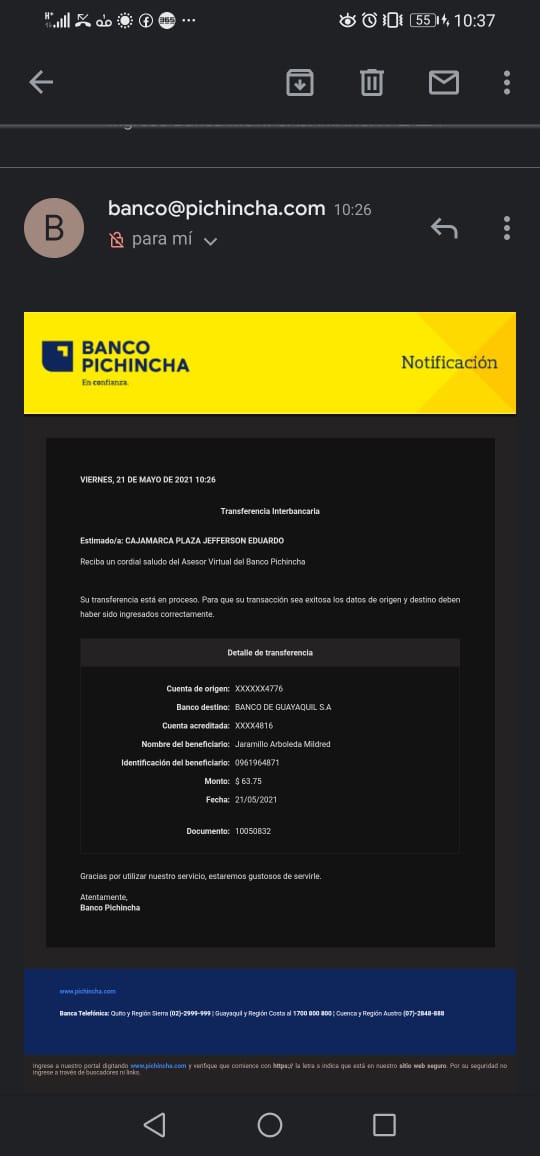 H+ 365 ... 55 10:37
banco@pichincha.com 10:26
B
para mí
BANCO
PICHINCHA
En confianza.
Notificación
VIERNES, 21 DE MAYO DE 2021 10:26
Transferencia Interbancaria
Estimado/a: CAJAMARCA PLAZA JEFFERSON EDUARDO
Reciba un cordial saludo del Asesor Virtual del Banco Pichincha
Su transferencia está en proceso. Para que su transacción sea exitosa los datos de origen y destino deben
haber sido ingresados correctamente.
Detalle de transferencia
Cuenta de origen: XXXXXX4776
Banco destino: BANCO DE GUAYAQUIL S.A
Cuenta acreditada: XXXX4816
Nombre del beneficiario: Jaramillo Arboleda Mildred
Identificación del beneficiario: 0961964871
Monto: $ 63.75
Fecha: 21/05/2021
Documento: 10050832
Gracias por utilizar nuestro servicio, estaremos gustosos de servirle.
Atentamente,
Banco Pichincha
www.pichincha.com
Banca Telefónica: Quito y Región Sierra (02)-2999-999 | Guayaquil y Región Costa al 1700 800 800 | Cuenca y Región Austro (07)-2848-888
Ingrese a nuestro portal digitando www.pichincha.com y verifique que comience con https:// la letra s indica que está en nuestro sitio web seguro. Por su seguridad no
ingrese a través de buscadores ni links.